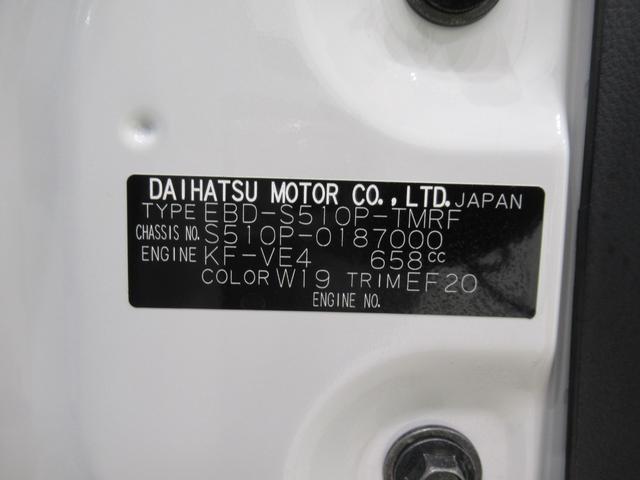 DAIHATSU MOTOR CO., LTD. JAPAN
TYPE EBD-S510P-TMRF
CHASSIS NO. S510P-0187000
ENGINE KF-VE4 658cc
COLOR W19 TRIM EF20
ENGINE NO.